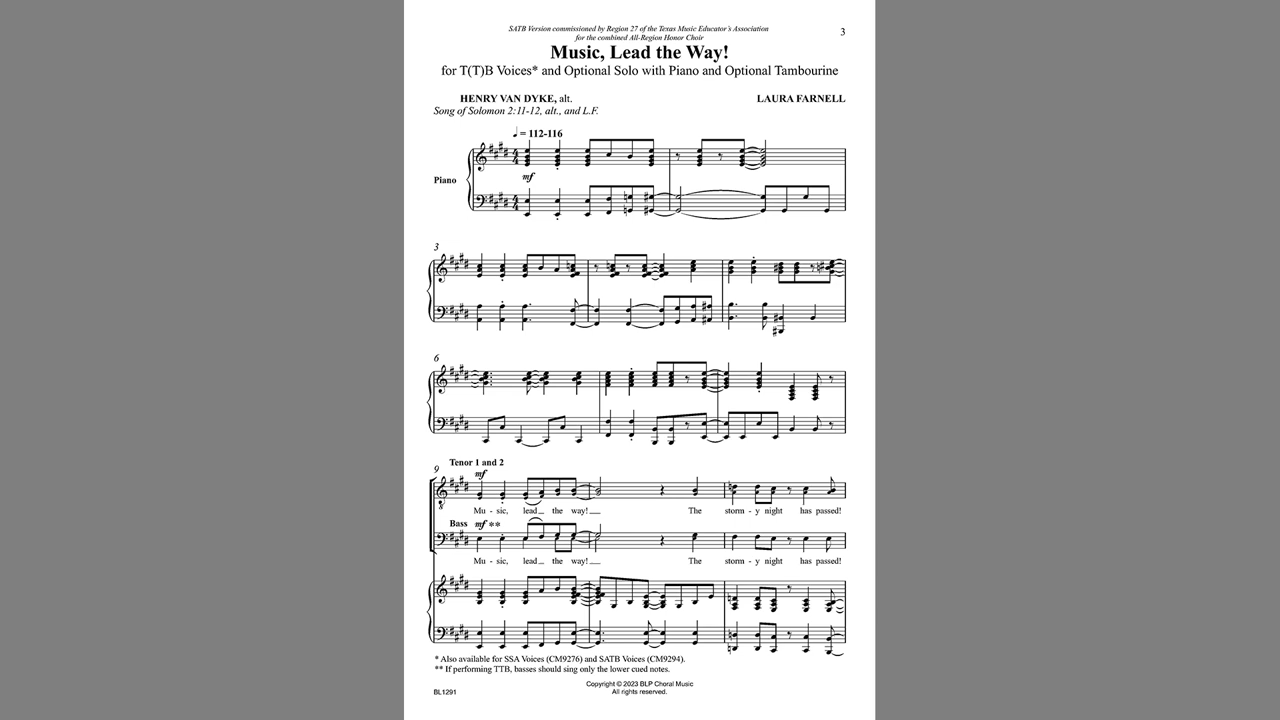 SATB Version commissioned by Region 27 of the Texas Music Educator's Association
for the combined All-Region Honor Choir
3
Music, Lead the Way!
for T(T)B Voices* and Optional Solo with Piano and Optional Tambourine
HENRY VAN DYKE, alt.
LAURA FARNELL
Song of Solomon 2:11-12, alt., and L.F.
♩ = 112-116
Piano
mf
3
6
9
Tenor 1 and 2
mf
Mu - sic, lead the way! The storm - y night has passed!
Bass mf **
Mu - sic, lead the way! The storm - y night has passed!
* Also available for SSA Voices (CM9276) and SATB Voices (CM9294).
** If performing TTB, basses should sing only the lower cued notes.
Copyright © 2023 BLP Choral Music
All rights reserved.
BL1291